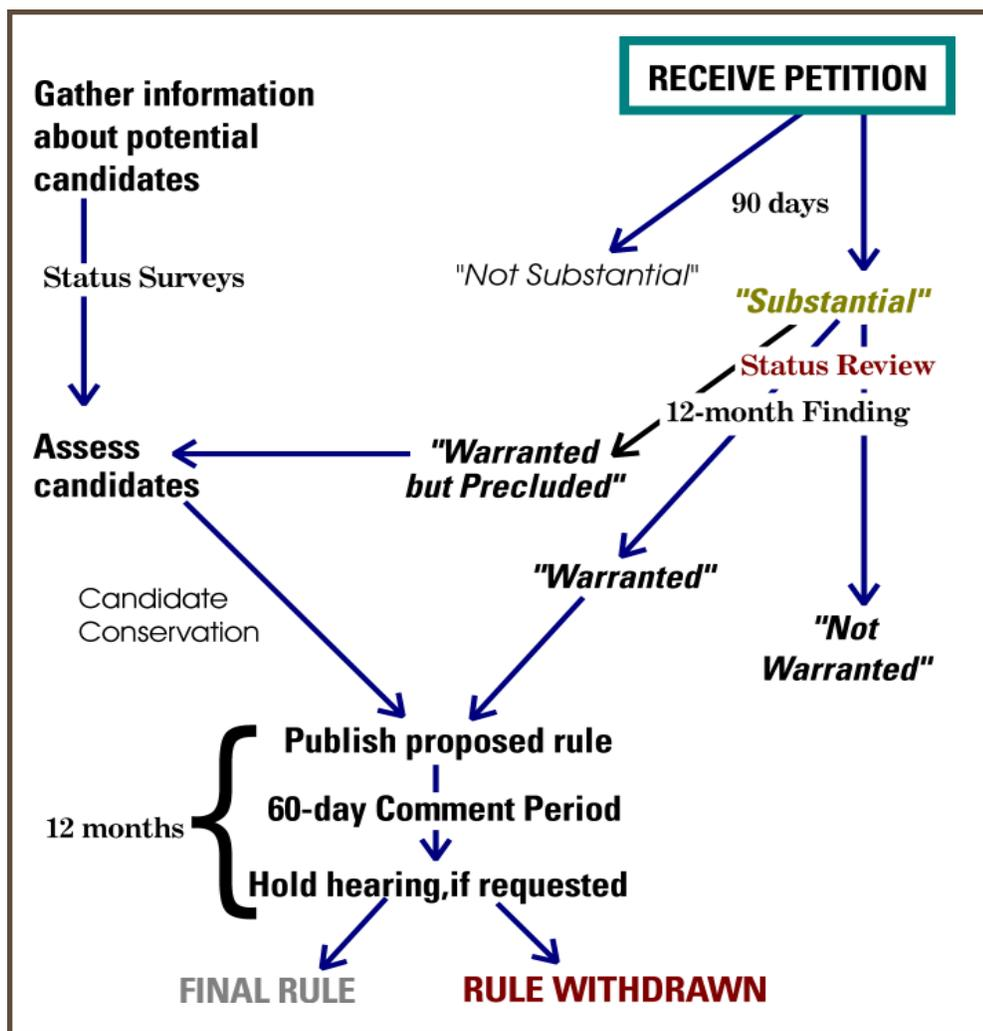 RECEIVE PETITION
Gather information
about potential
candidates
90 days
Status Surveys
"Not Substantial"
"Substantial"
Status Review
12-month Finding
Assess
candidates
"Warranted
but Precluded"
"Warranted"
Candidate
Conservation
"Not
Warranted"
Publish proposed rule
60-day Comment Period
12 months
Hold hearing,if requested
FINAL RULE
RULE WITHDRAWN